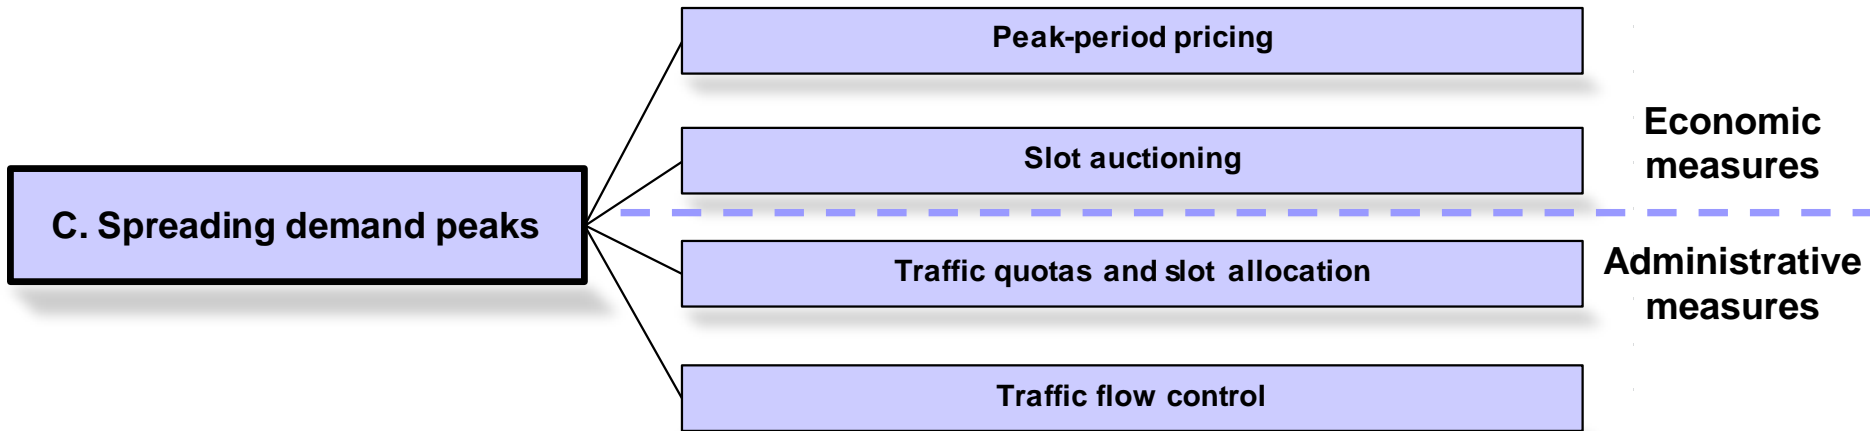 Peak-period pricing
Economic
measures
Slot auctioning
C. Spreading demand peaks
Traffic quotas and slot allocation
Administrative
measures
Traffic flow control